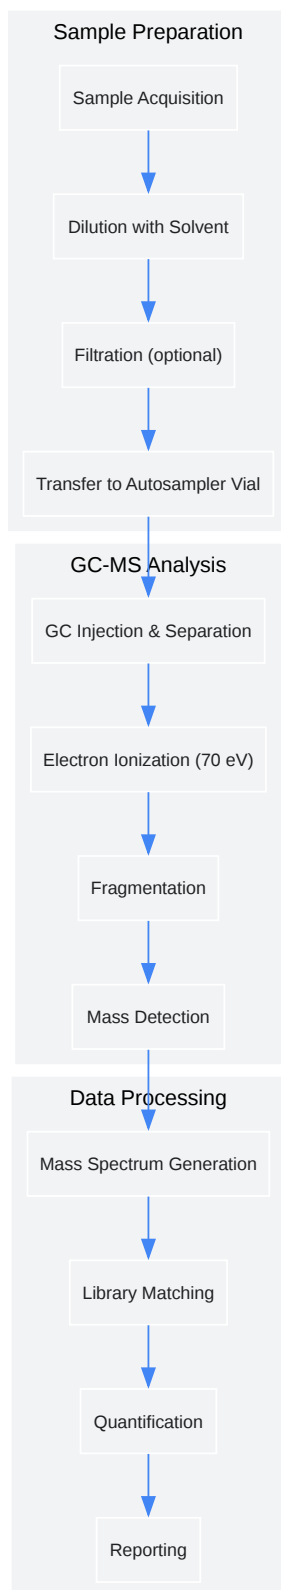 Sample Preparation
Sample Acquisition
Dilution with Solvent
Filtration (optional)
Transfer to Autosampler Vial
GC-MS Analysis
GC Injection & Separation
Electron Ionization (70 eV)
Fragmentation
Mass Detection
Data Processing
Mass Spectrum Generation
Library Matching
Quantification
Reporting